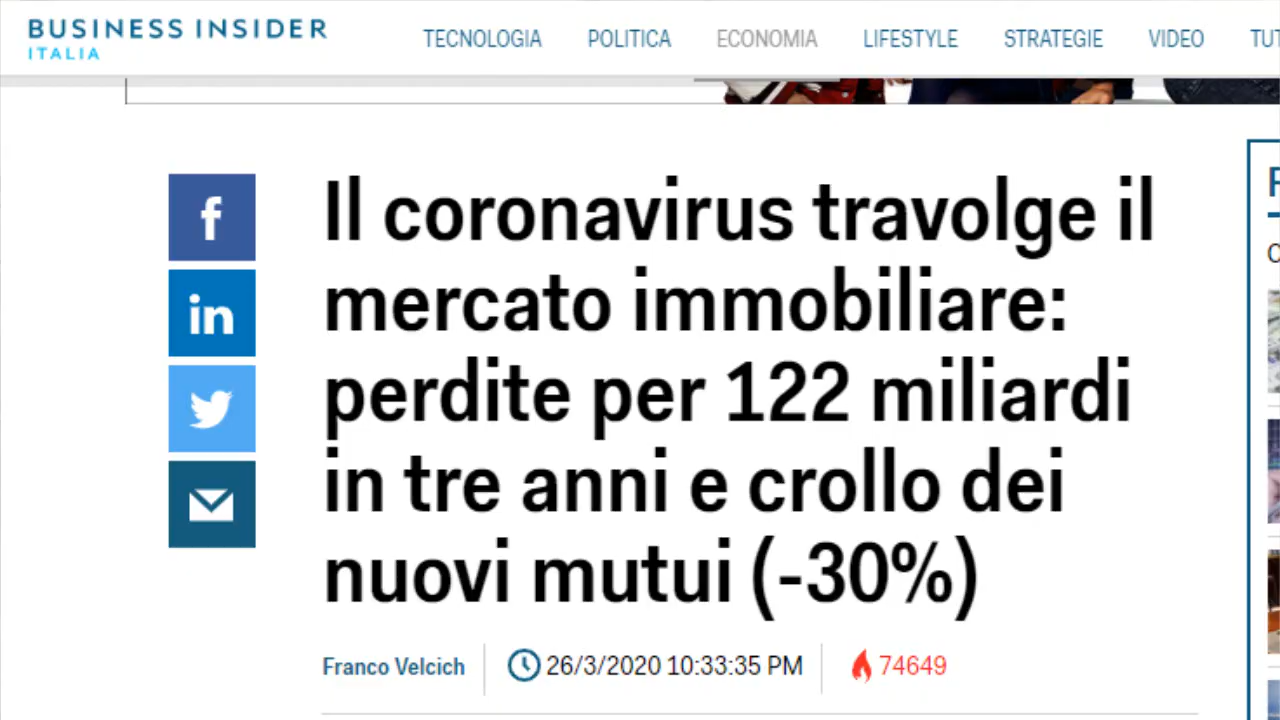 BUSINESS INSIDER
ITALIA
TECNOLOGIA POLITICA ECONOMIA LIFESTYLE STRATEGIE VIDEO
Il coronavirus travolge il
mercato immobiliare:
perdite per 122 miliardi
in tre anni e crollo dei
nuovi mutui (-30%)
Franco Velcich 26/3/2020 10:33:35 PM 74649